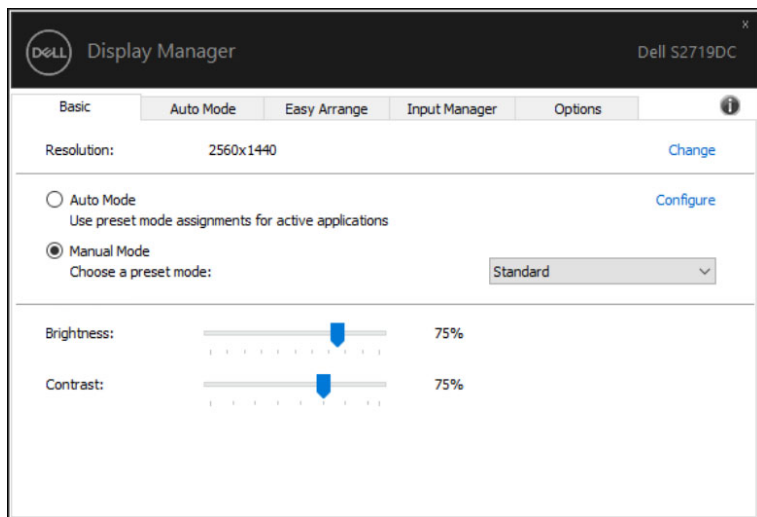 DELL Display Manager
x
Dell S2719DC
Basic Auto Mode Easy Arrange Input Manager Options i
Resolution: 2560x1440 Change
Auto Mode Configure
Use preset mode assignments for active applications
Manual Mode
Choose a preset mode: Standard
Brightness: 75%
Contrast: 75%